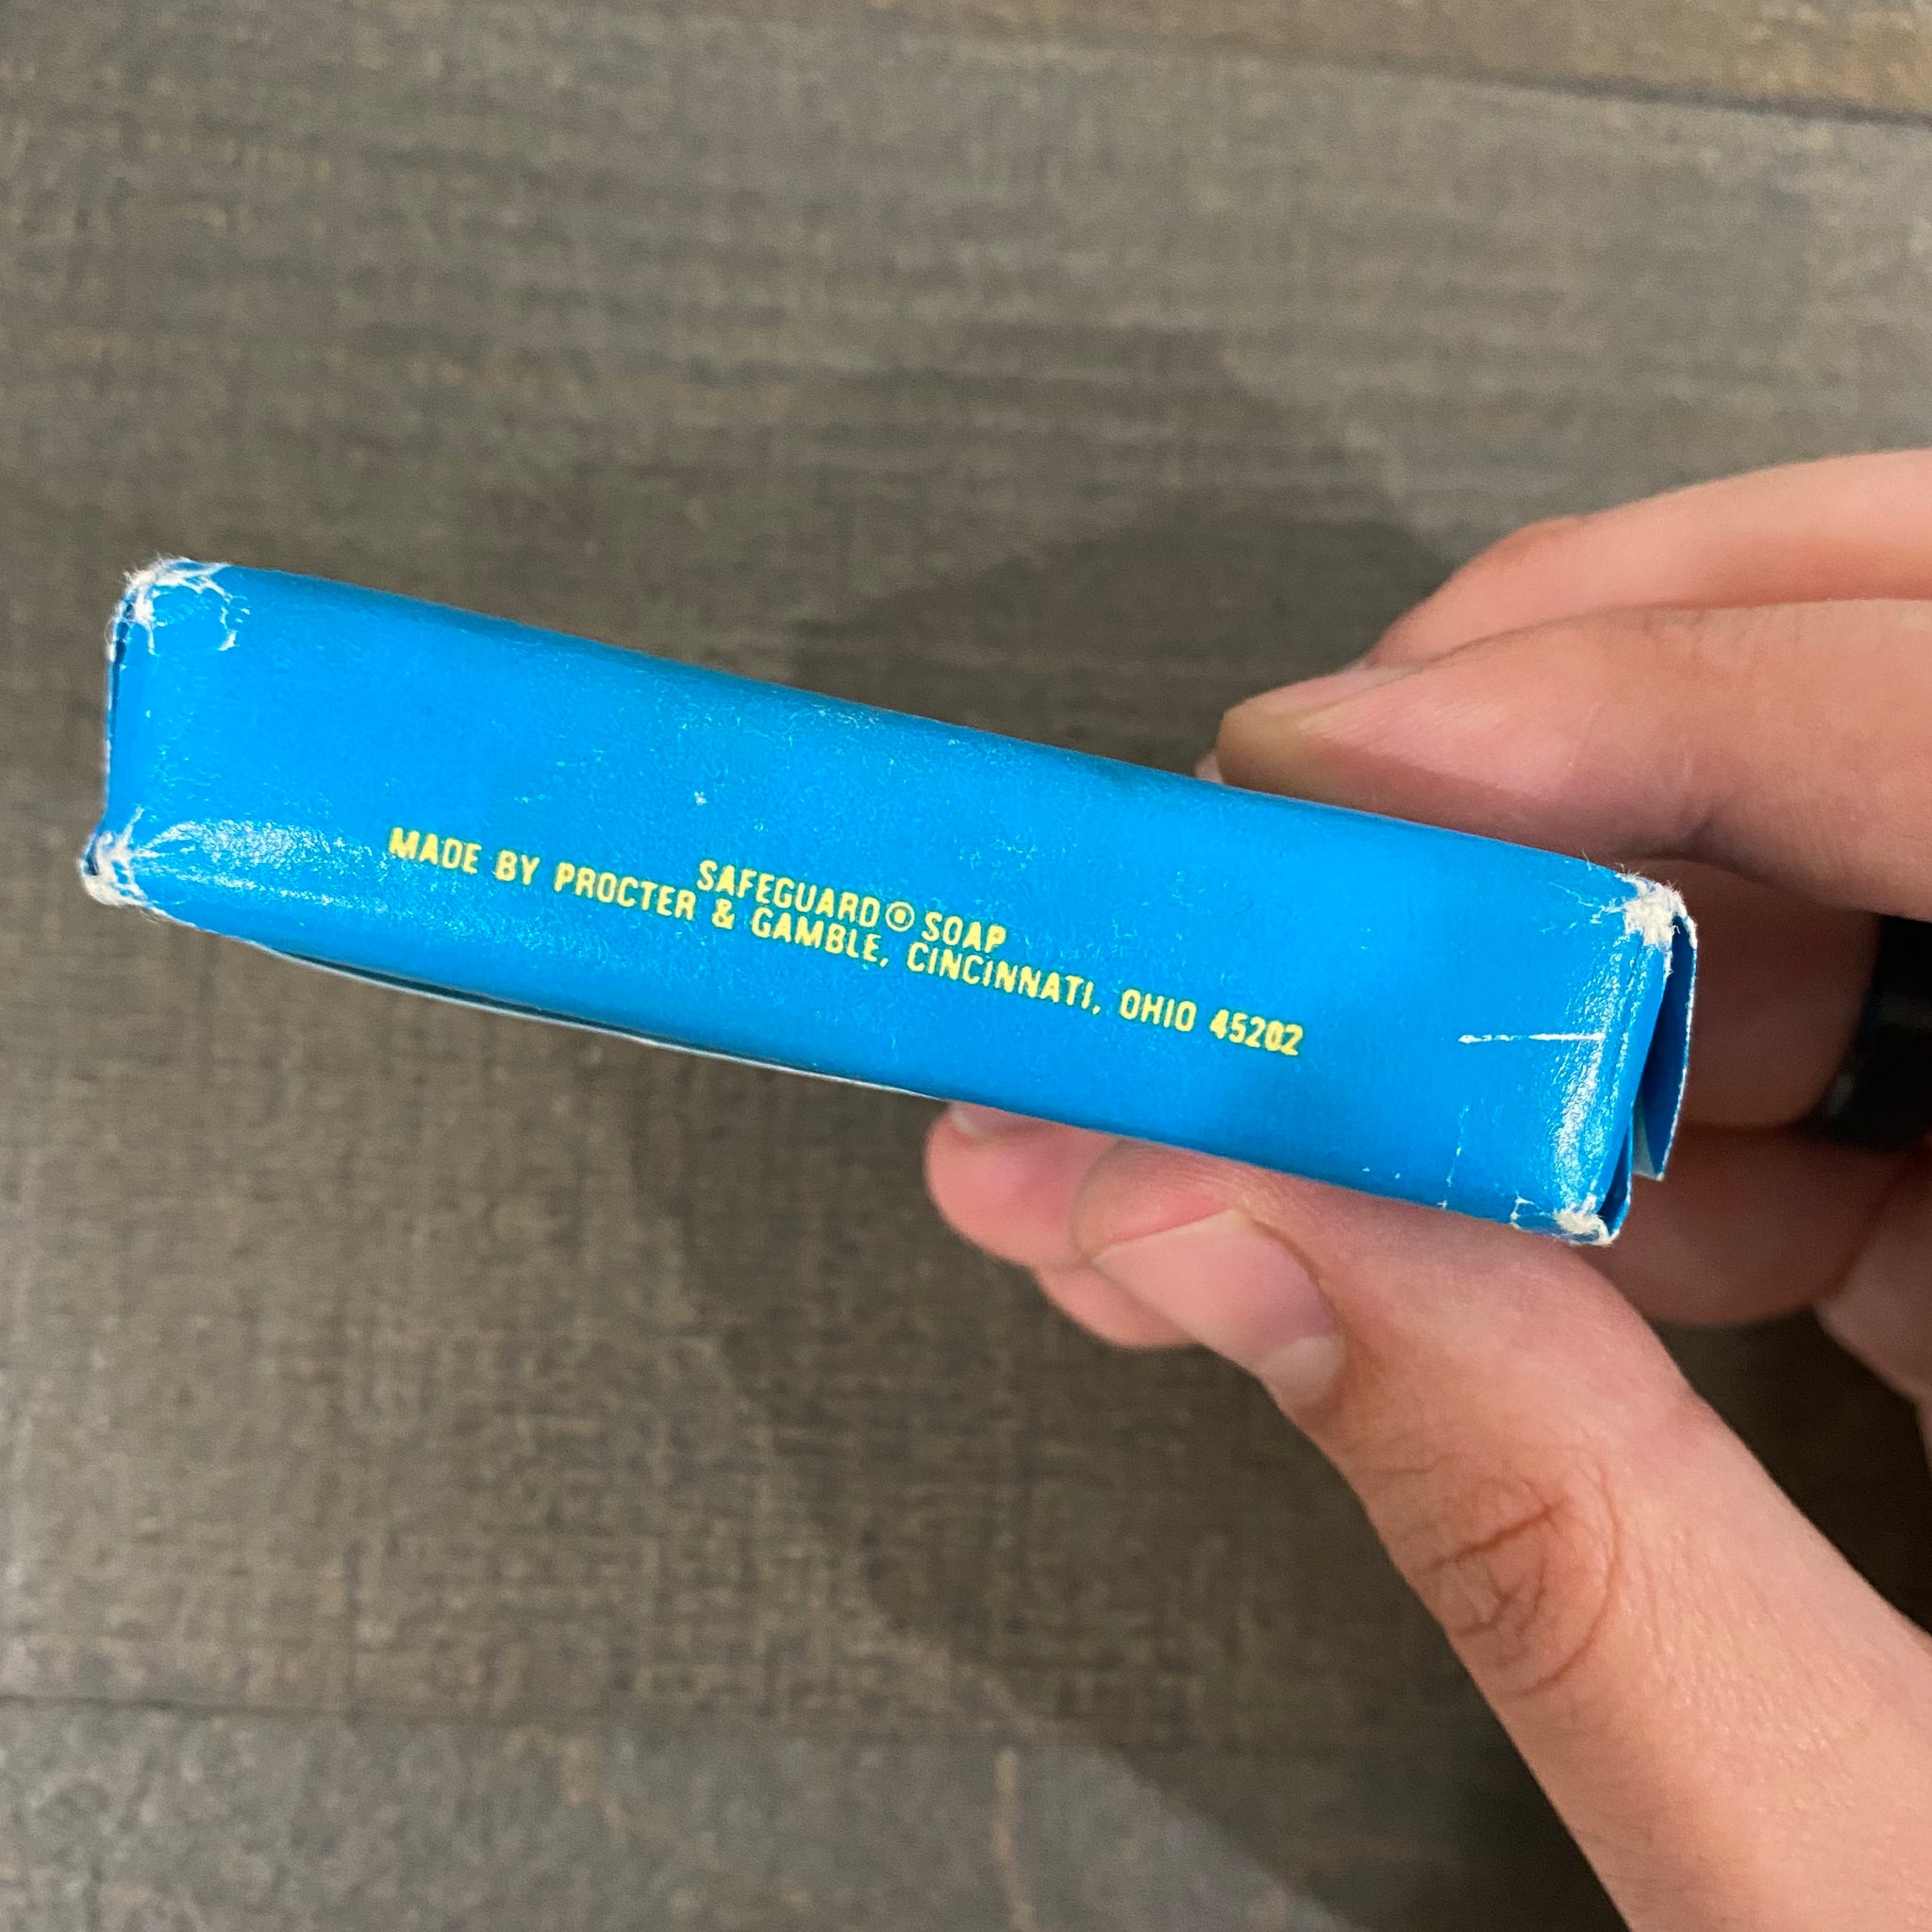 SAFEGUARD® SOAP
MADE BY PROCTER & GAMBLE, CINCINNATI, OHIO 45202